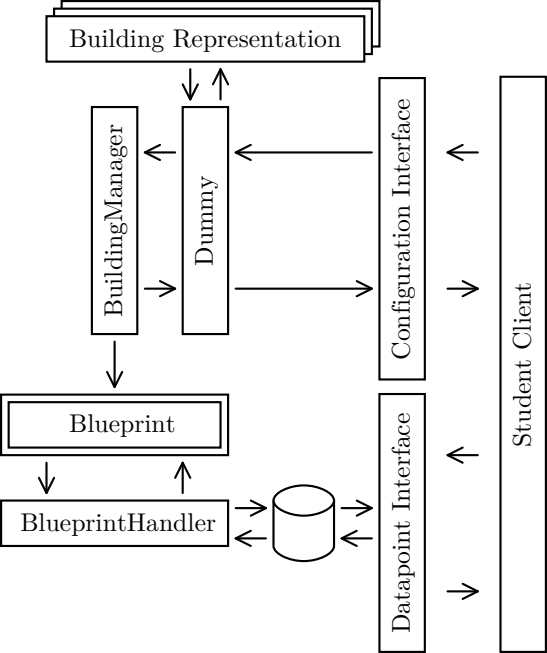 Building Representation
BuildingManager
Dummy
Configuration Interface
Student Client
Blueprint
BlueprintHandler
Datapoint Interface